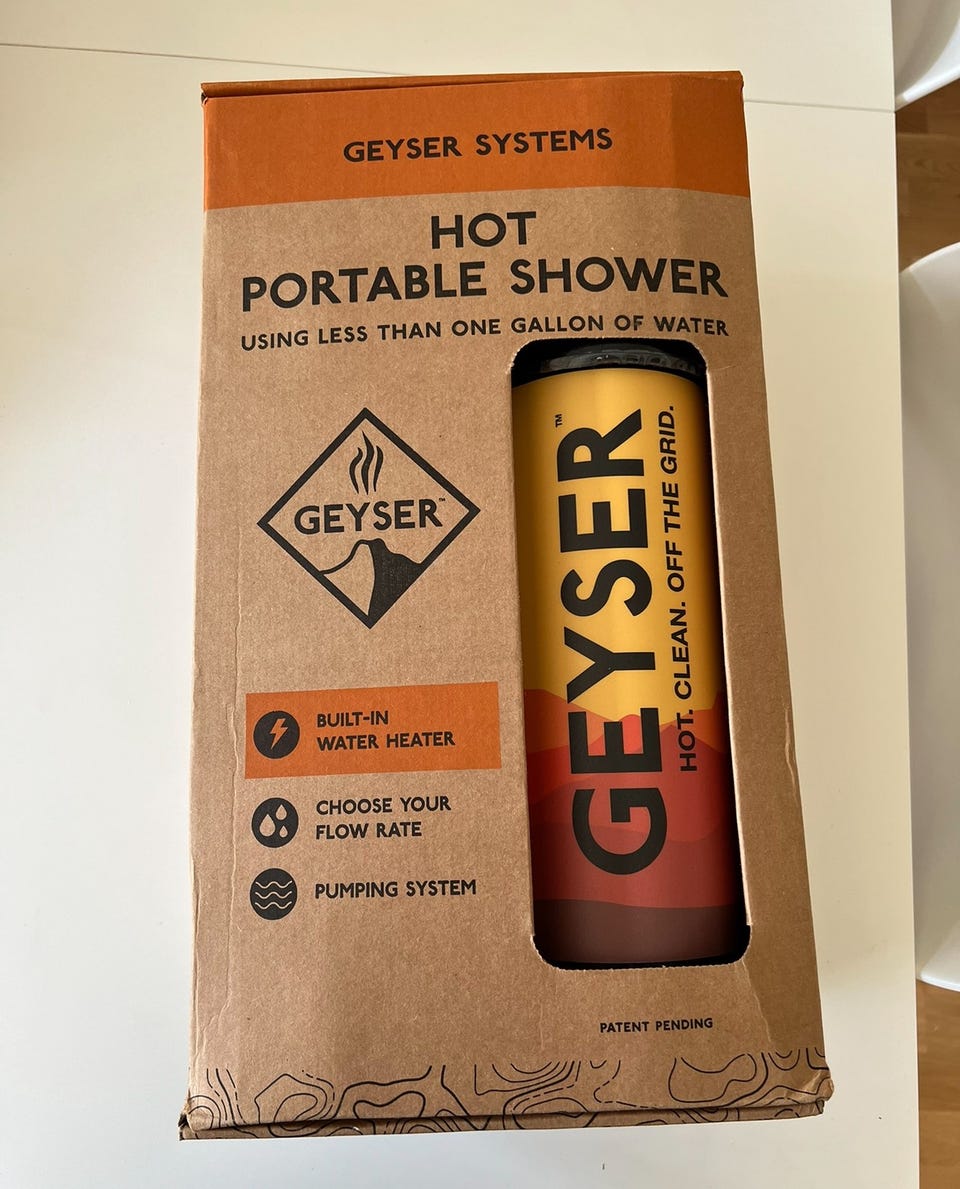 GEYSER SYSTEMS
HOT
PORTABLE SHOWER
USING LESS THAN ONE GALLON OF WATER
GEYSER™
BUILT-IN
WATER HEATER
CHOOSE YOUR
FLOW RATE
PUMPING SYSTEM
GEYSER™
HOT. CLEAN. OFF THE GRID.
PATENT PENDING